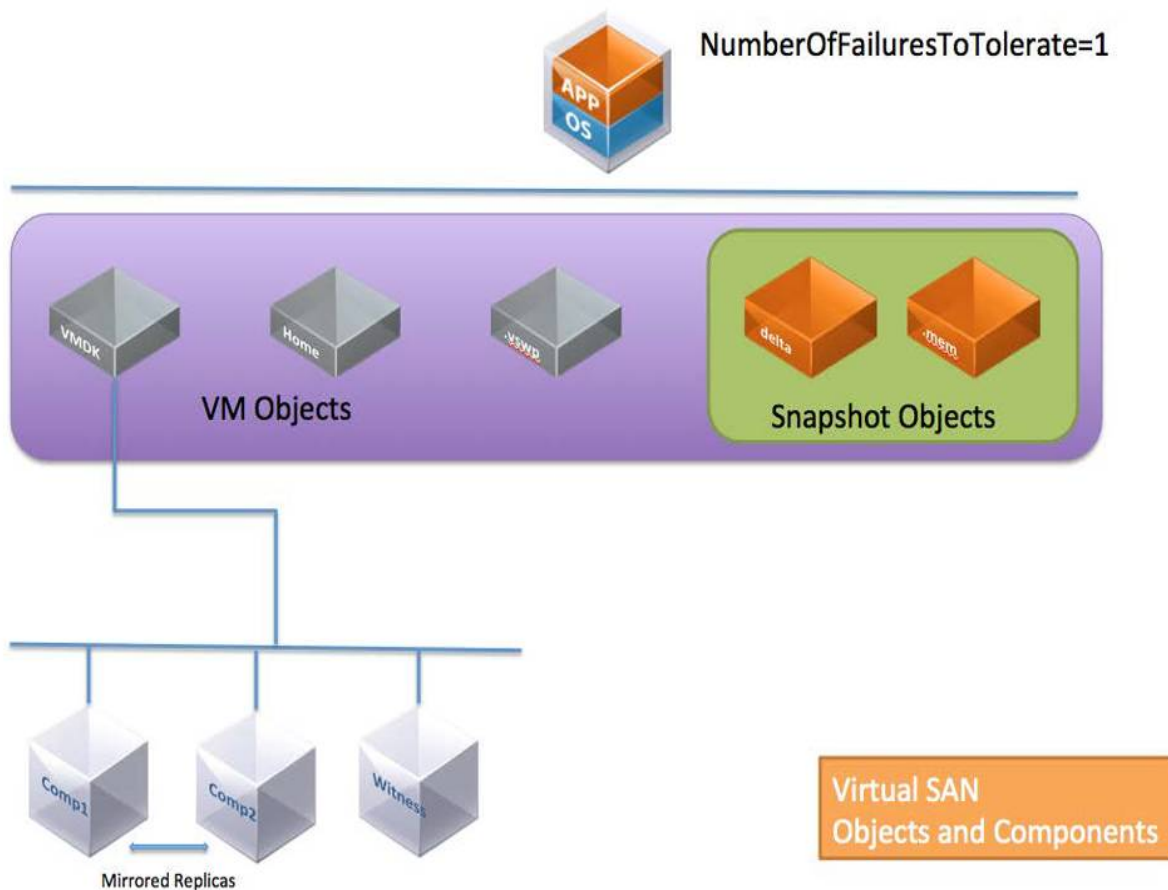 NumberOfFailuresToTolerate=1
APP
OS
VMDK
Home
.vswp
delta
.mem
VM Objects
Snapshot Objects
Comp1
Comp2
Witness
Mirrored Replicas
Virtual SAN
Objects and Components